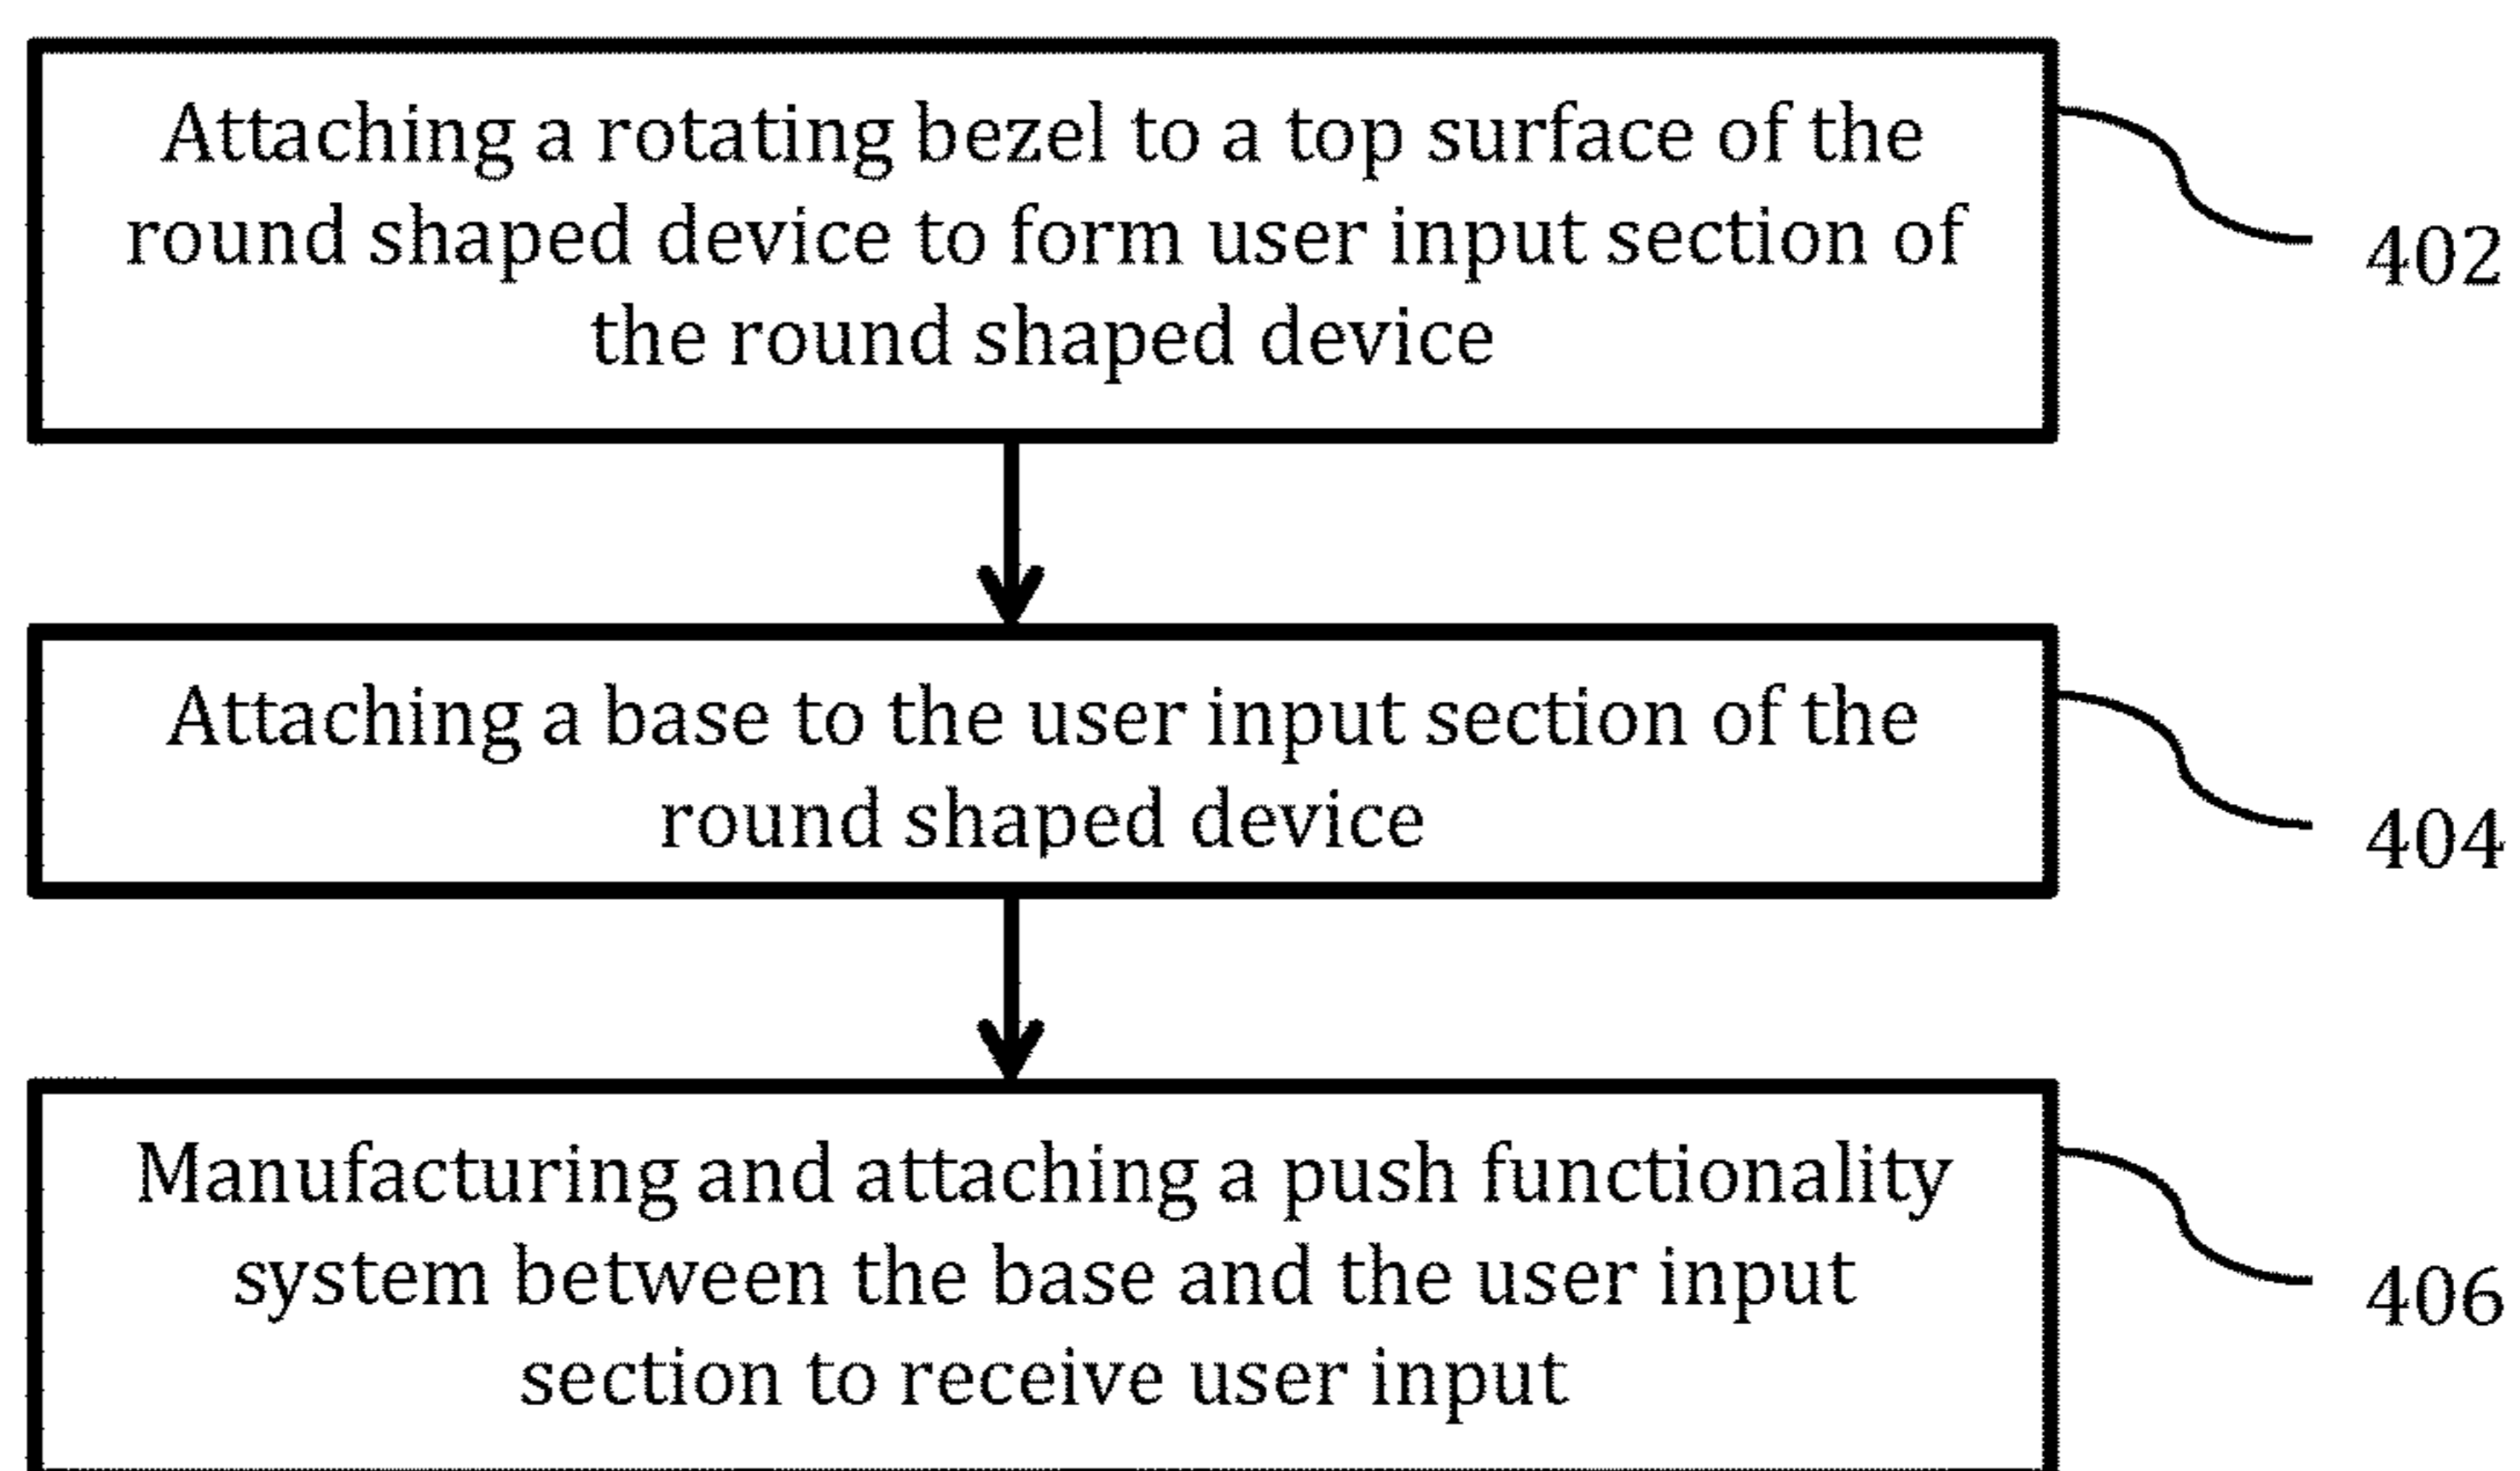 Attaching a rotating bezel to a top surface of the
round shaped device to form user input section of
the round shaped device
402
Attaching a base to the user input section of the
round shaped device
404
Manufacturing and attaching a push functionality
system between the base and the user input
section to receive user input
406